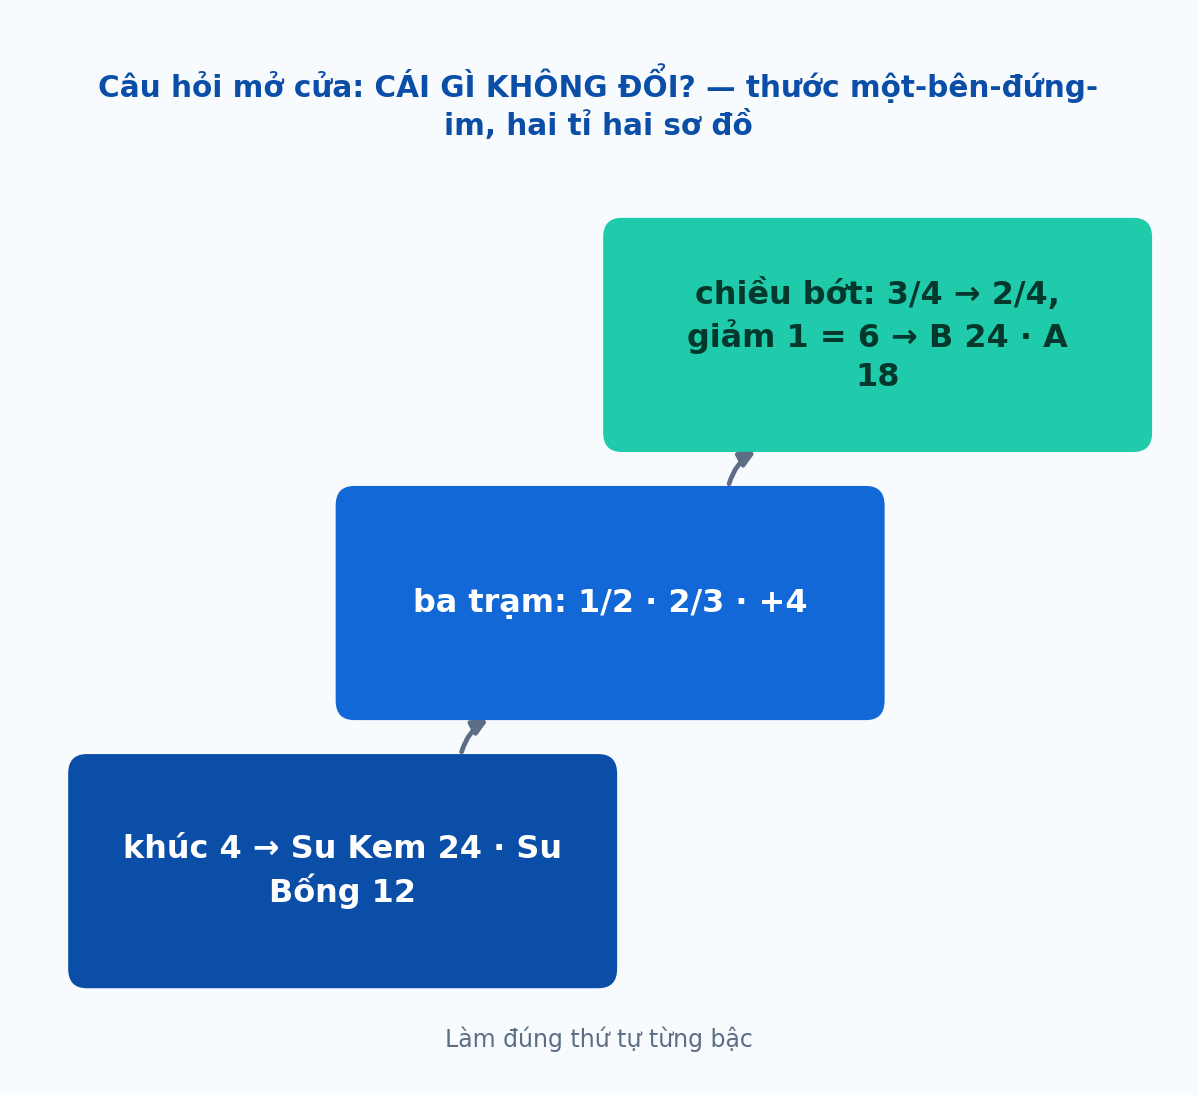 Câu hỏi mở cửa: CÁI GÌ KHÔNG ĐỔI? — thước một-bên-đứng-
im, hai tỉ hai sơ đồ
chiều bớt: 3/4 → 2/4,
giảm 1 = 6 → B 24 · A
18
ba trạm: 1/2 · 2/3 · +4
khúc 4 → Su Kem 24 · Su
Bống 12
Làm đúng thứ tự từng bậc